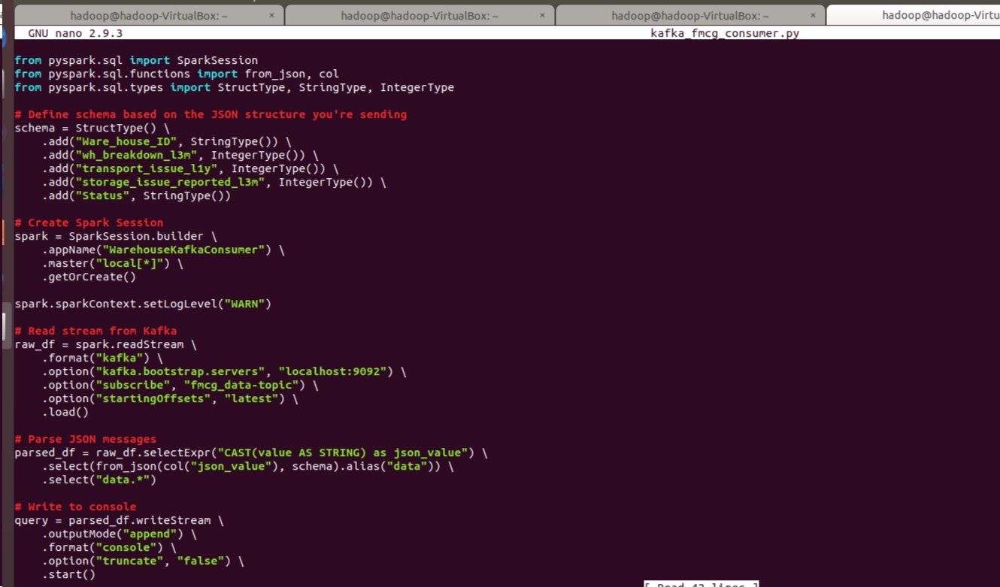 hadoop@hadoop-VirtualBox: ~ × hadoop@hadoop-VirtualBox: ~ × hadoop@hadoop-VirtualBox: ~ × hadoop@hadoop-Virtu
GNU nano 2.9.3 kafka_fmcg_consumer.py
from pyspark.sql import SparkSession
from pyspark.sql.functions import from_json, col
from pyspark.sql.types import StructType, StringType, IntegerType
# Define schema based on the JSON structure you're sending
schema = StructType() \
    .add("Ware_house_ID", StringType()) \
    .add("wh_breakdown_l3m", IntegerType()) \
    .add("transport_issue_l1y", IntegerType()) \
    .add("storage_issue_reported_l3m", IntegerType()) \
    .add("Status", StringType())
# Create Spark Session
spark = SparkSession.builder \
    .appName("WarehouseKafkaConsumer") \
    .master("local[*]") \
    .getOrCreate()
spark.sparkContext.setLogLevel("WARN")
# Read stream from Kafka
raw_df = spark.readStream \
    .format("kafka") \
    .option("kafka.bootstrap.servers", "localhost:9092") \
    .option("subscribe", "fmcg_data-topic") \
    .option("startingOffsets", "latest") \
    .load()
# Parse JSON messages
parsed_df = raw_df.selectExpr("CAST(value AS STRING) as json_value") \
    .select(from_json(col("json_value"), schema).alias("data")) \
    .select("data.*")
# Write to console
query = parsed_df.writeStream \
    .outputMode("append") \
    .format("console") \
    .option("truncate", "false") \
    .start()
[ Read 42 lines ]